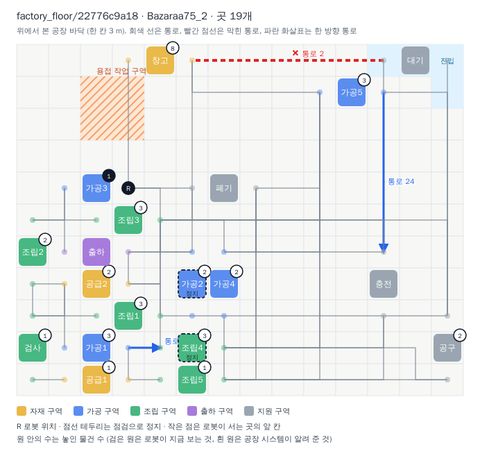 factory_floor/22776c9a18 · Bazaraa75_2 · 곳 19개
위에서 본 공장 바닥 (한 칸 3 m). 회색 선은 통로, 빨간 점선은 막힌 통로, 파란 화살표는 한 방향 통로
창고 8
✖ 통로 2
대기
용접 작업 구역
가공5 3
통로 24
가공3 1
R
폐기
조립3 3
조립2 2
출하
공급2 2
가공2 2
정지
가공4 2
충전
조립1 3
검사 1
가공1 3
통로
조립4 3
정지
공구 2
공급1 1
조립5 1
자재 구역
가공 구역
조립 구역
출하 구역
지원 구역
R 로봇 위치 · 점선 테두리는 점검으로 정지 · 작은 점은 로봇이 서는 곳의 앞 칸
원 안의 수는 놓인 물건 수 (검은 원은 로봇이 지금 보는 것, 흰 원은 공장 시스템이 알려 준 것)